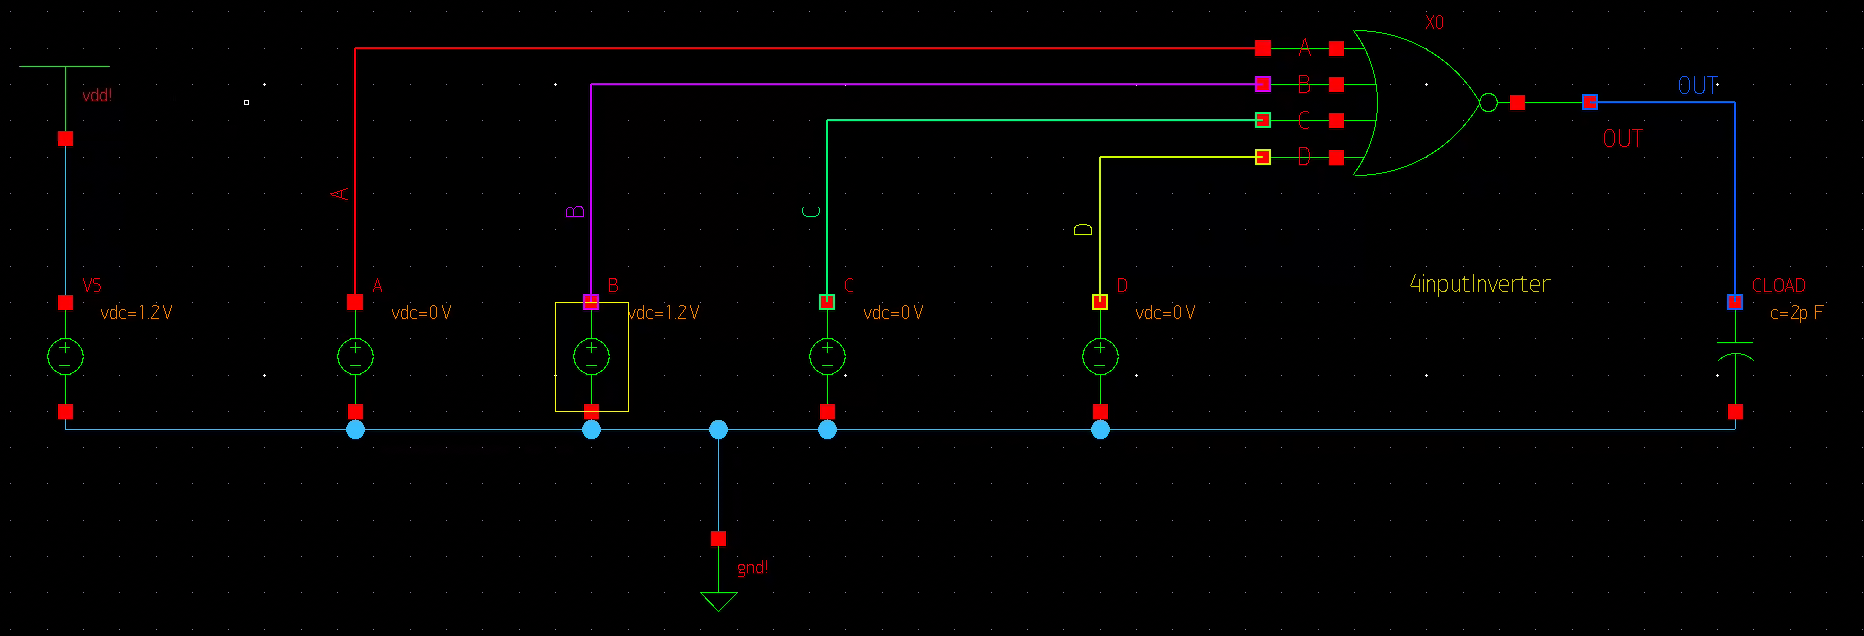 X0
A
B
C
D
OUT
OUT
vdd!
A
B
C
D
VS
vdc=1.2 V
A
vdc=0 V
B
vdc=1.2 V
C
vdc=0 V
D
vdc=0 V
4inputInverter
CLOAD
c=2p F
gnd!